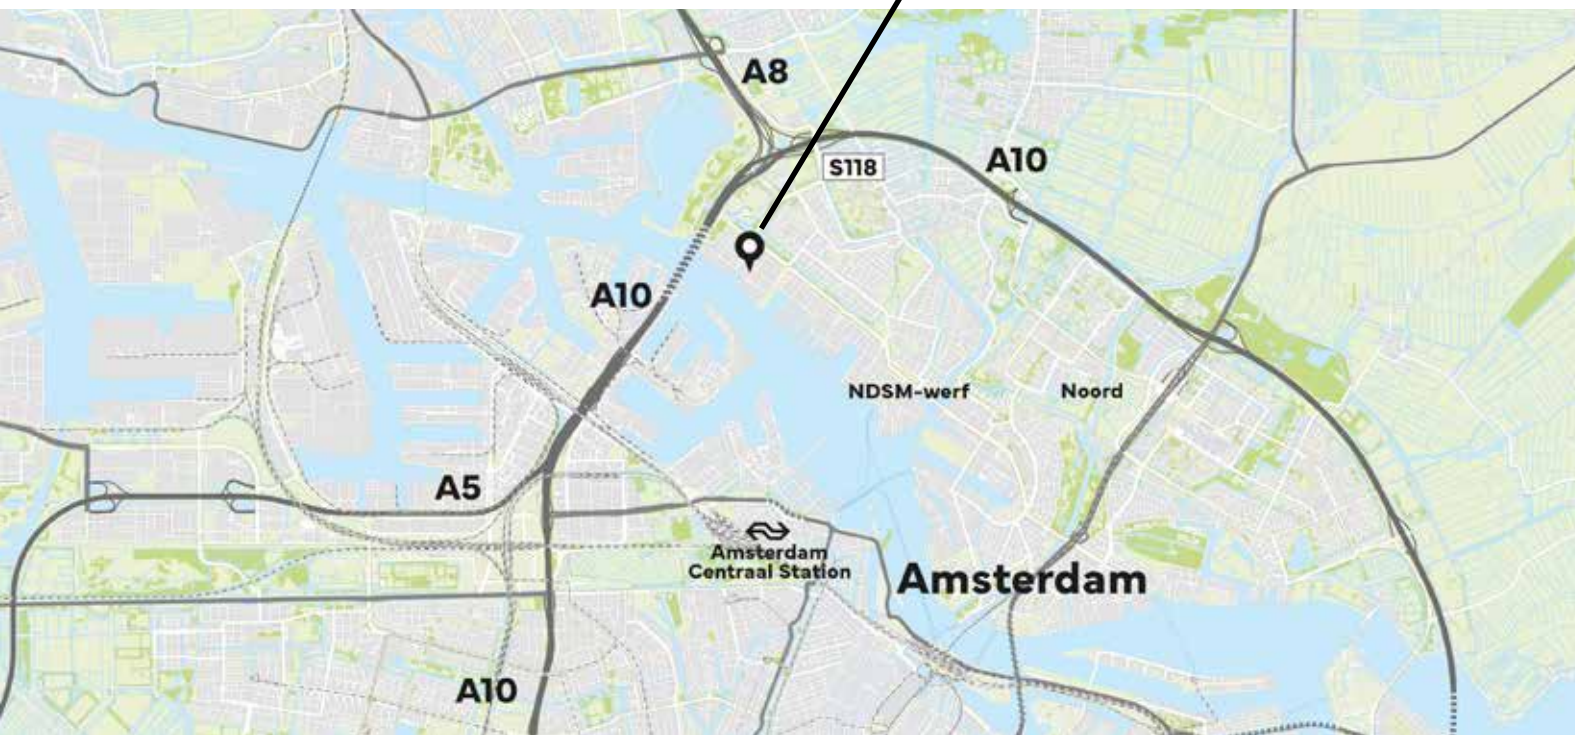 A8
S118
A10
A10
NDSM-werf
Noord
A5
Amsterdam
Centraal Station
Amsterdam
A10